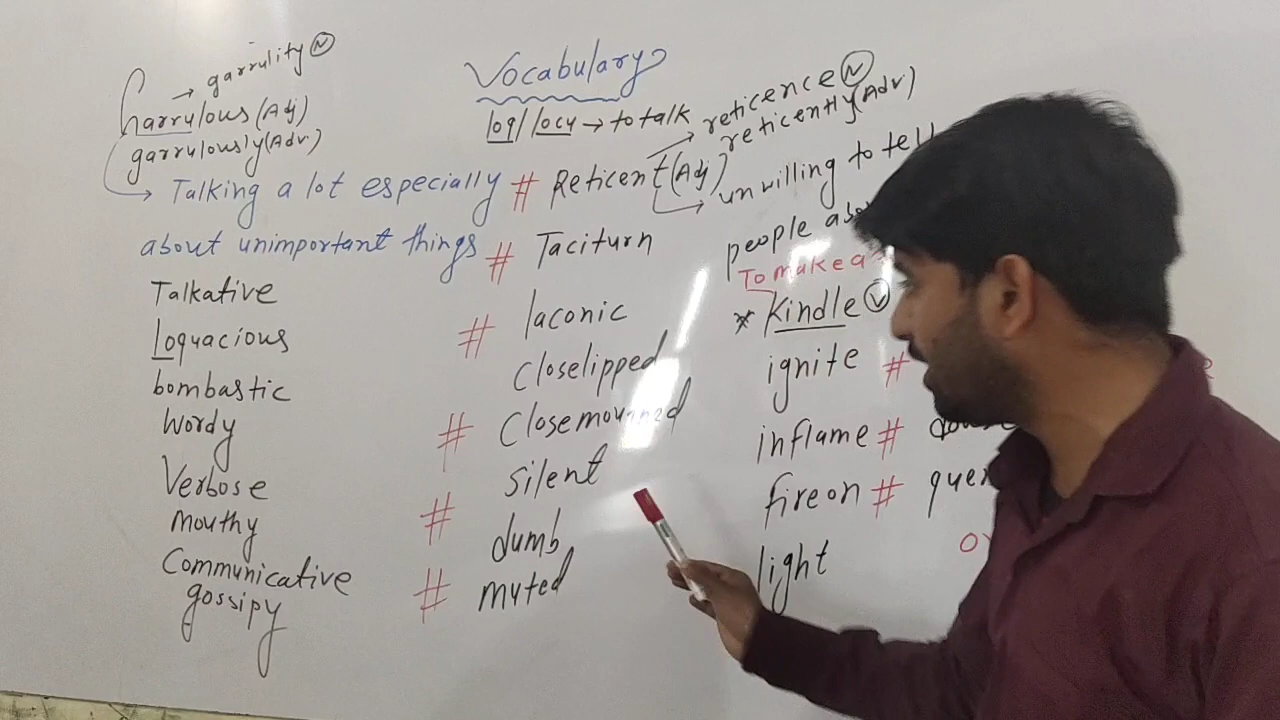 Vocabulary
log/locu → to talk
→ garrulity (N)
Garrulous (Adj)
garrulously (Adv)
→ Talking a lot especially
about unimportant things
Talkative
Loquacious
bombastic
Wordy
Verbose
Mouthy
Communicative
gossipy
# Reticent (Adj)
→ reticence (N)
reticently (Adv)
→ unwilling to tell
people
# Taciturn
# laconic
Closelipped
# Closemouthed
silent
# dumb
# muted
To make a
* Kindle (V)
ignite #
inflame #
fire on #
light